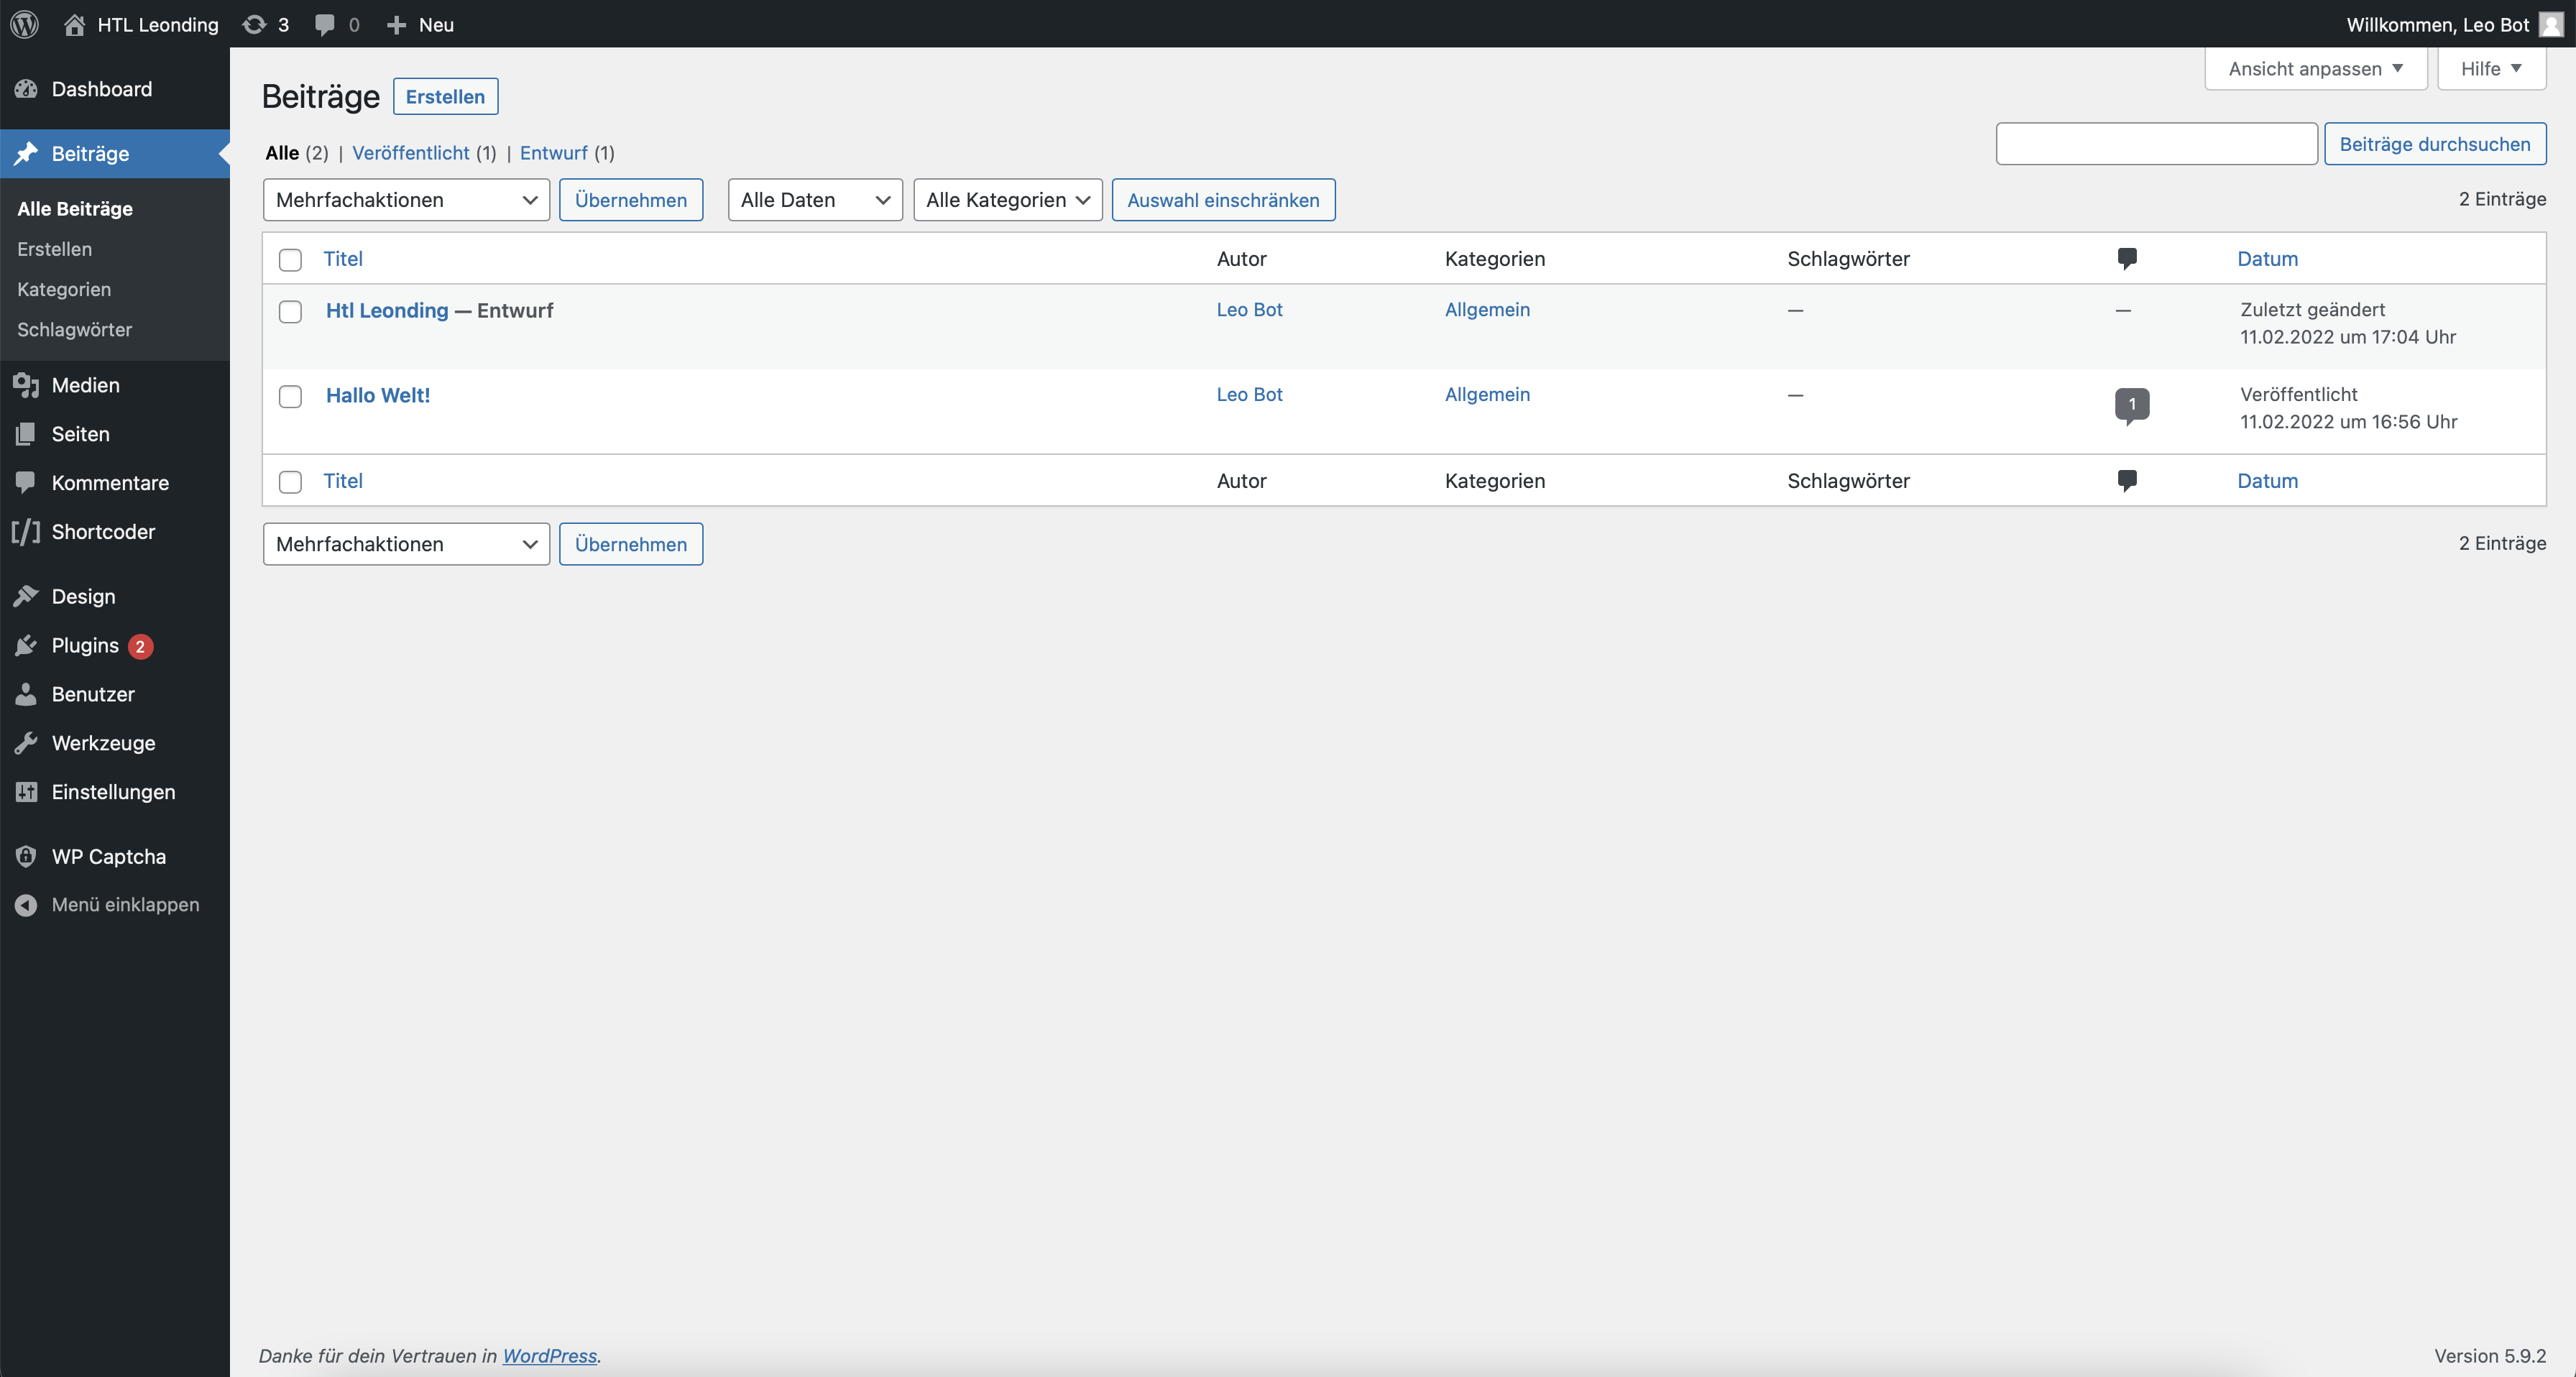 HTL Leonding 3 0 Neu Willkommen, Leo Bot
Ansicht anpassen Hilfe
Dashboard
Beiträge
Alle Beiträge
Erstellen
Kategorien
Schlagwörter
Medien
Seiten
Kommentare
Shortcoder
Design
Plugins 2
Benutzer
Werkzeuge
Einstellungen
WP Captcha
Menü einklappen
Beiträge Erstellen
Alle (2) | Veröffentlicht (1) | Entwurf (1)
Beiträge durchsuchen
Mehrfachaktionen Übernehmen Alle Daten Alle Kategorien Auswahl einschränken 2 Einträge
Titel Autor Kategorien Schlagwörter Datum
Htl Leonding — Entwurf Leo Bot Allgemein — — Zuletzt geändert
11.02.2022 um 17:04 Uhr
Hallo Welt! Leo Bot Allgemein — 1 Veröffentlicht
11.02.2022 um 16:56 Uhr
Titel Autor Kategorien Schlagwörter Datum
Mehrfachaktionen Übernehmen 2 Einträge
Danke für dein Vertrauen in WordPress. Version 5.9.2